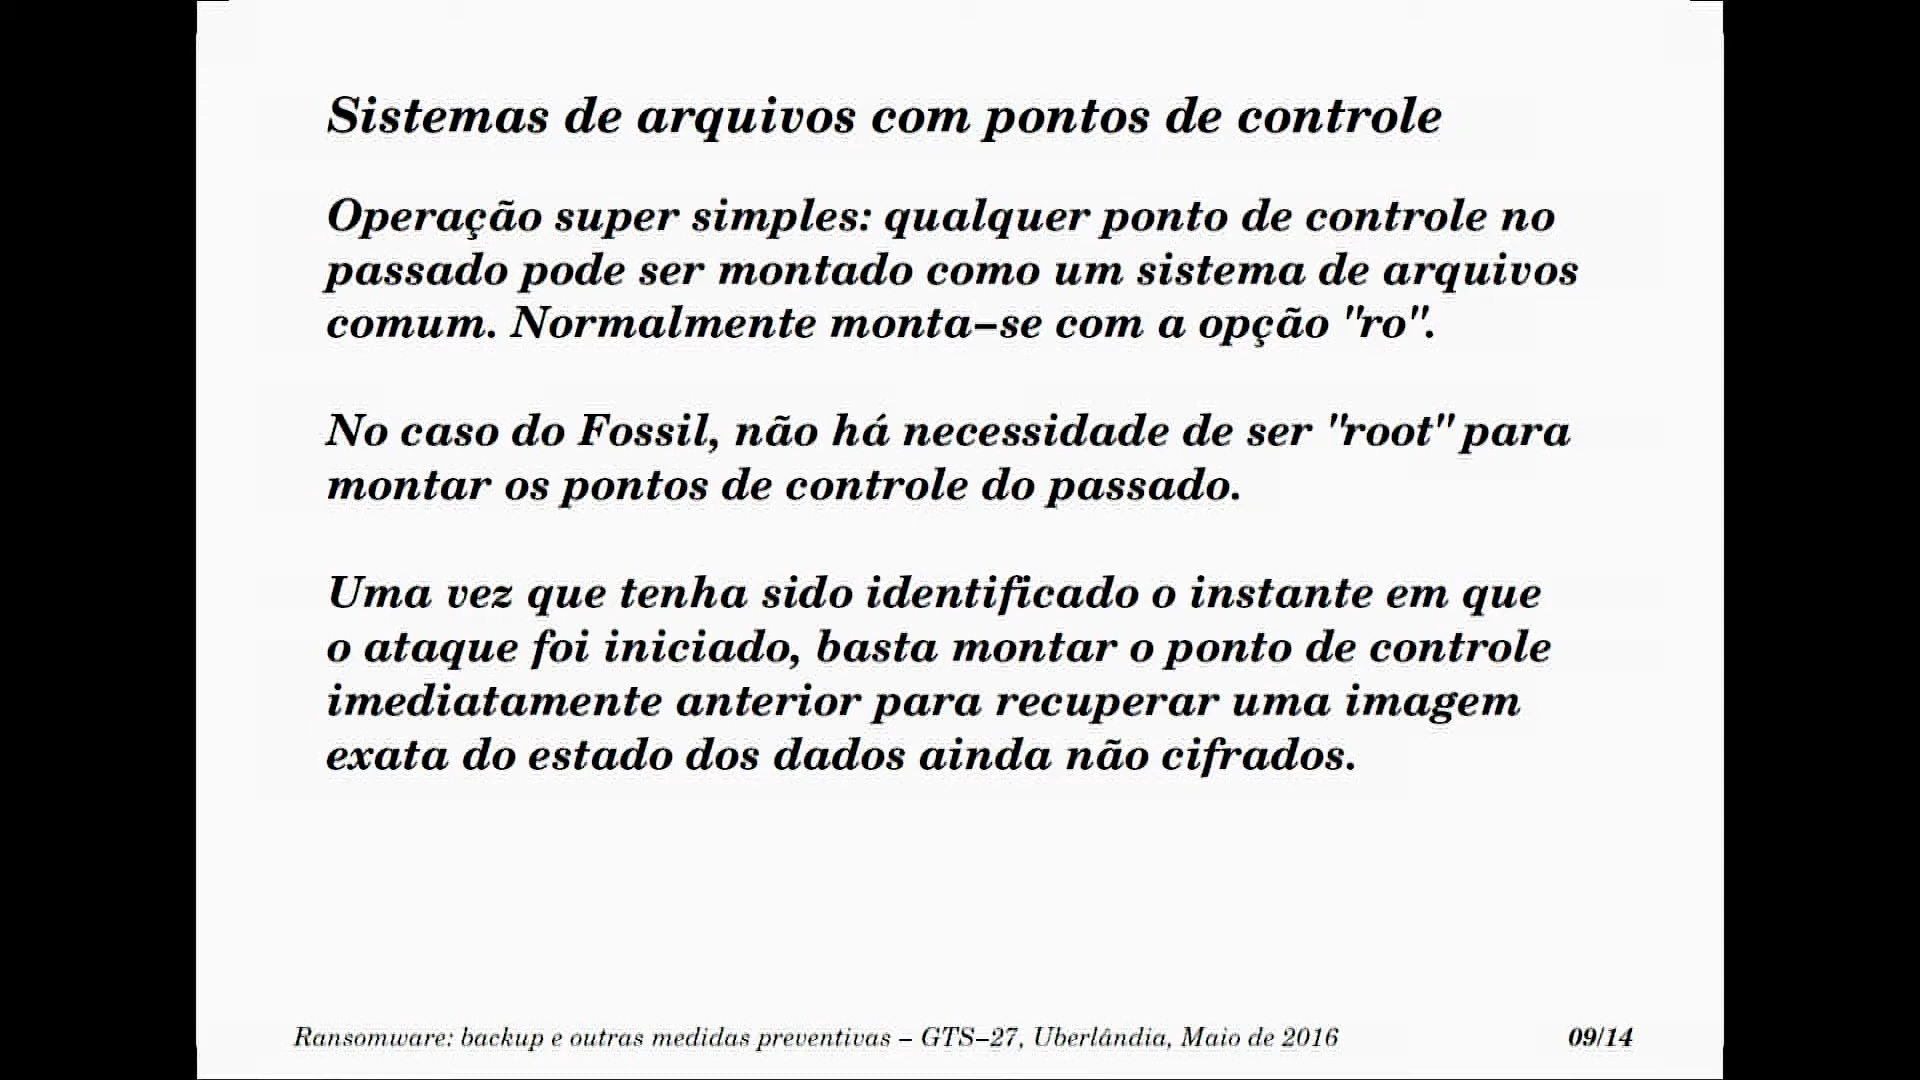 Sistemas de arquivos com pontos de controle
Operação super simples: qualquer ponto de controle no
passado pode ser montado como um sistema de arquivos
comum. Normalmente monta-se com a opção "ro".
No caso do Fossil, não há necessidade de ser "root" para
montar os pontos de controle do passado.
Uma vez que tenha sido identificado o instante em que
o ataque foi iniciado, basta montar o ponto de controle
imediatamente anterior para recuperar uma imagem
exata do estado dos dados ainda não cifrados.
Ransomware: backup e outras medidas preventivas – GTS–27, Uberlândia, Maio de 2016 09/14